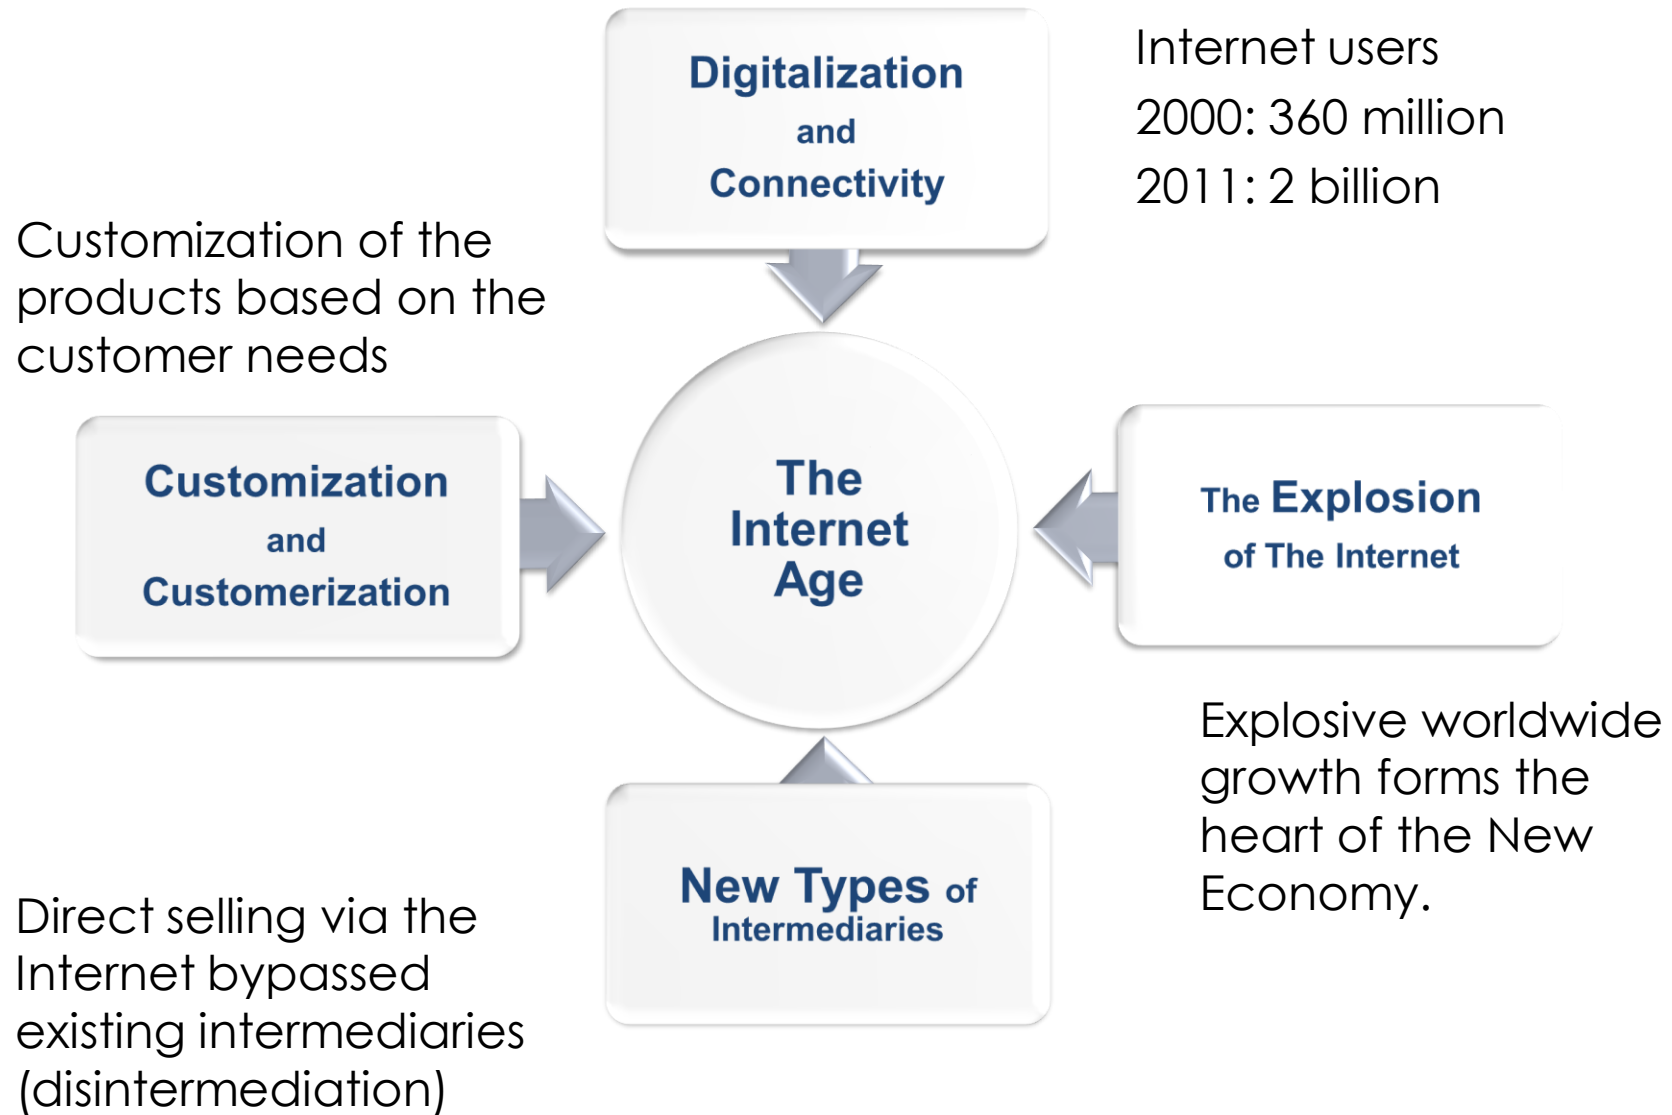 Digitalization
and
Connectivity
Internet users
2000: 360 million
2011: 2 billion
Customization of the
products based on the
customer needs
Customization
and
Customerization
The
Internet
Age
The Explosion
of The Internet
Explosive worldwide
growth forms the
heart of the New
Economy.
New Types of
Intermediaries
Direct selling via the
Internet bypassed
existing intermediaries
(disintermediation)